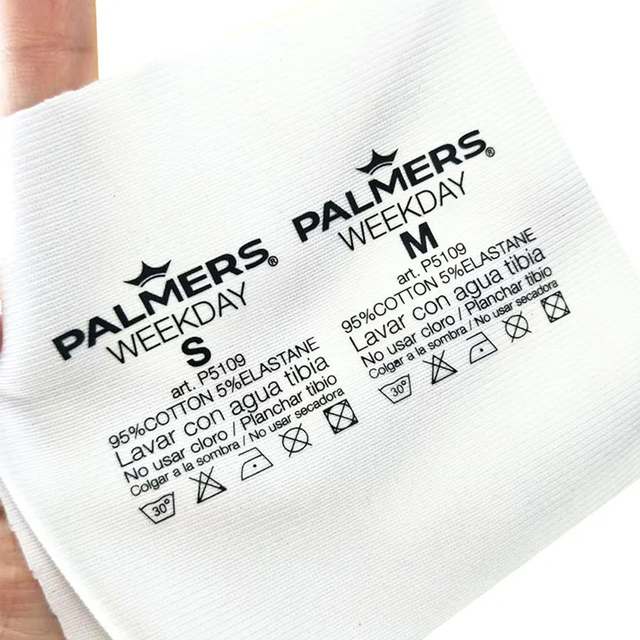 PALMERS®
WEEKDAY
S
art. P5109
95%COTTON 5%ELASTANE
Lavar con agua tibia
No usar cloro / Planchar tibio
Colgar a la sombra / No usar secadora
30°
PALMERS®
WEEKDAY
M
art. P5109
95%COTTON 5%ELASTANE
Lavar con agua tibia
No usar cloro / Planchar tibio
Colgar a la sombra / No usar secadora
30°